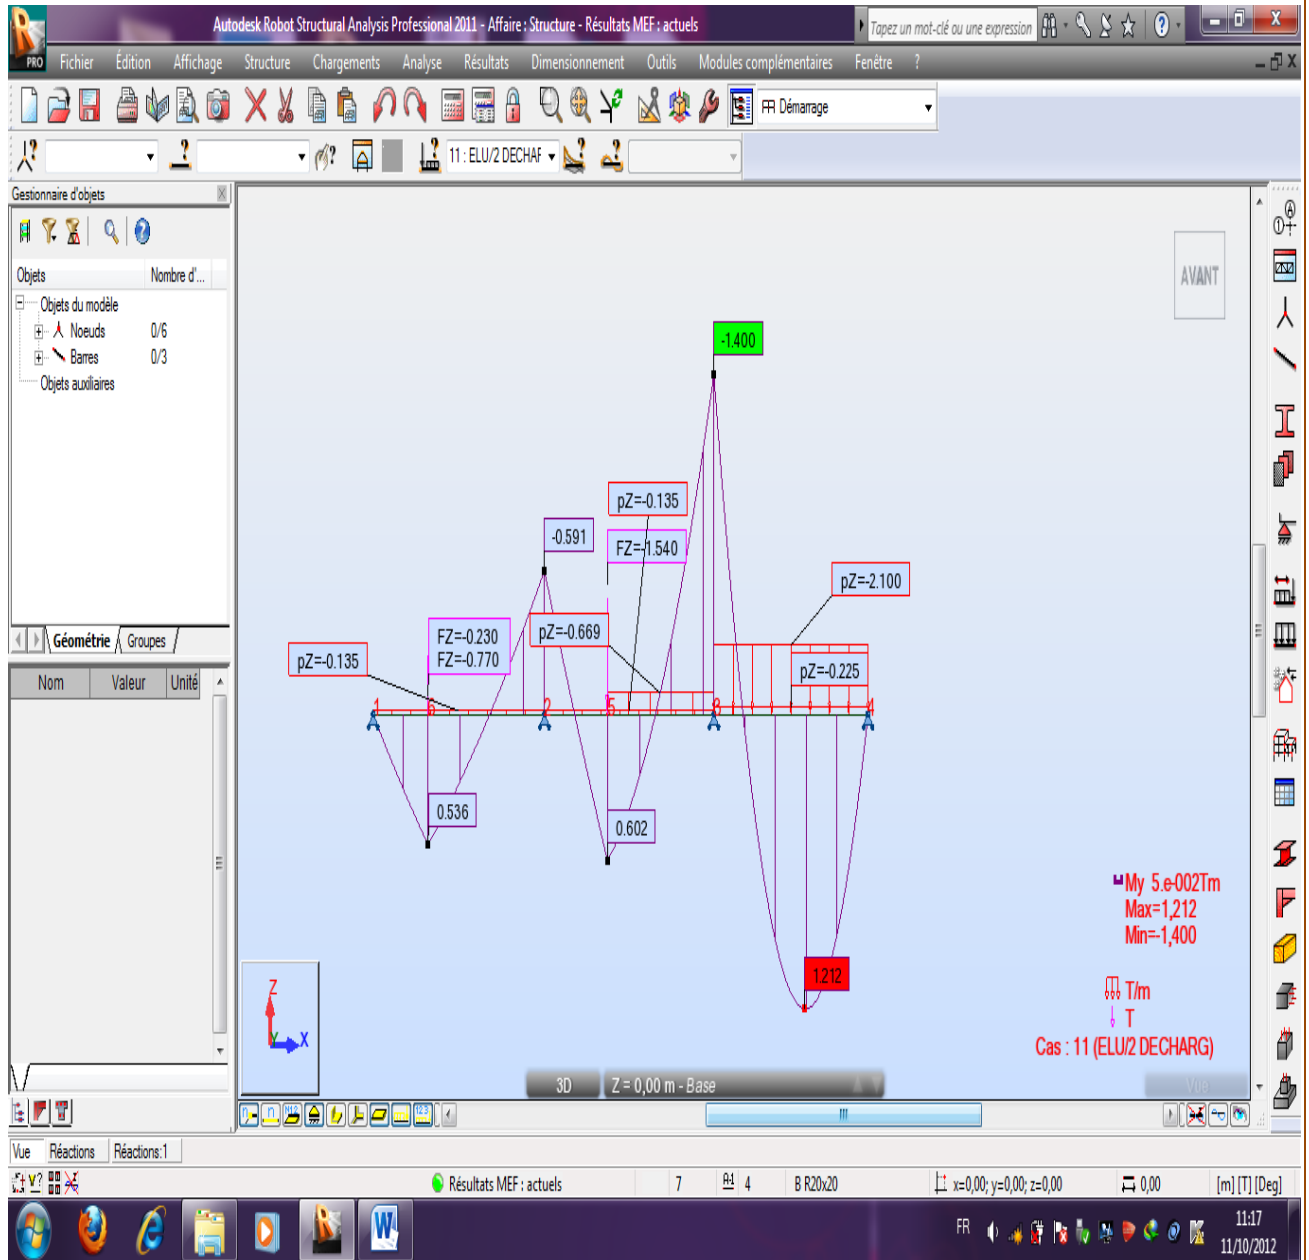 Autodesk Robot Structural Analysis Professional 2011 - Affaire : Structure - Résultats MEF : actuels
Tapez un mot-clé ou une expression
PRO
Fichier Édition Affichage Structure Chargements Analyse Résultats Dimensionnement Outils Modules complémentaires Fenêtre ?
Démarrage
11 : ELU/2 DECHAR
Gestionnaire d'objets
Objets Nombre d'...
Objets du modèle
Noeuds 0/6
Barres 0/3
Objets auxiliaires
Géométrie Groupes
Nom Valeur Unité
AVANT
-1.400
pZ=-0.135
-0.591
FZ=-1.540
pZ=-2.100
FZ=-0.230
FZ=-0.770
pZ=-0.669
pZ=-0.135
pZ=-0.225
1 6 2 5 3 4
0.536
0.602
1.212
My 5.e-002Tm
Max=1,212
Min=-1,400
T/m
T
Cas : 11 (ELU/2 DECHARG)
Z
Y X
3D Z = 0,00 m - Base
Vue
Vue Réactions Réactions:1
Résultats MEF : actuels 7 4 B R20x20 x=0,00; y=0,00; z=0,00 0,00 [m] [T] [Deg]
FR
11:17
11/10/2012